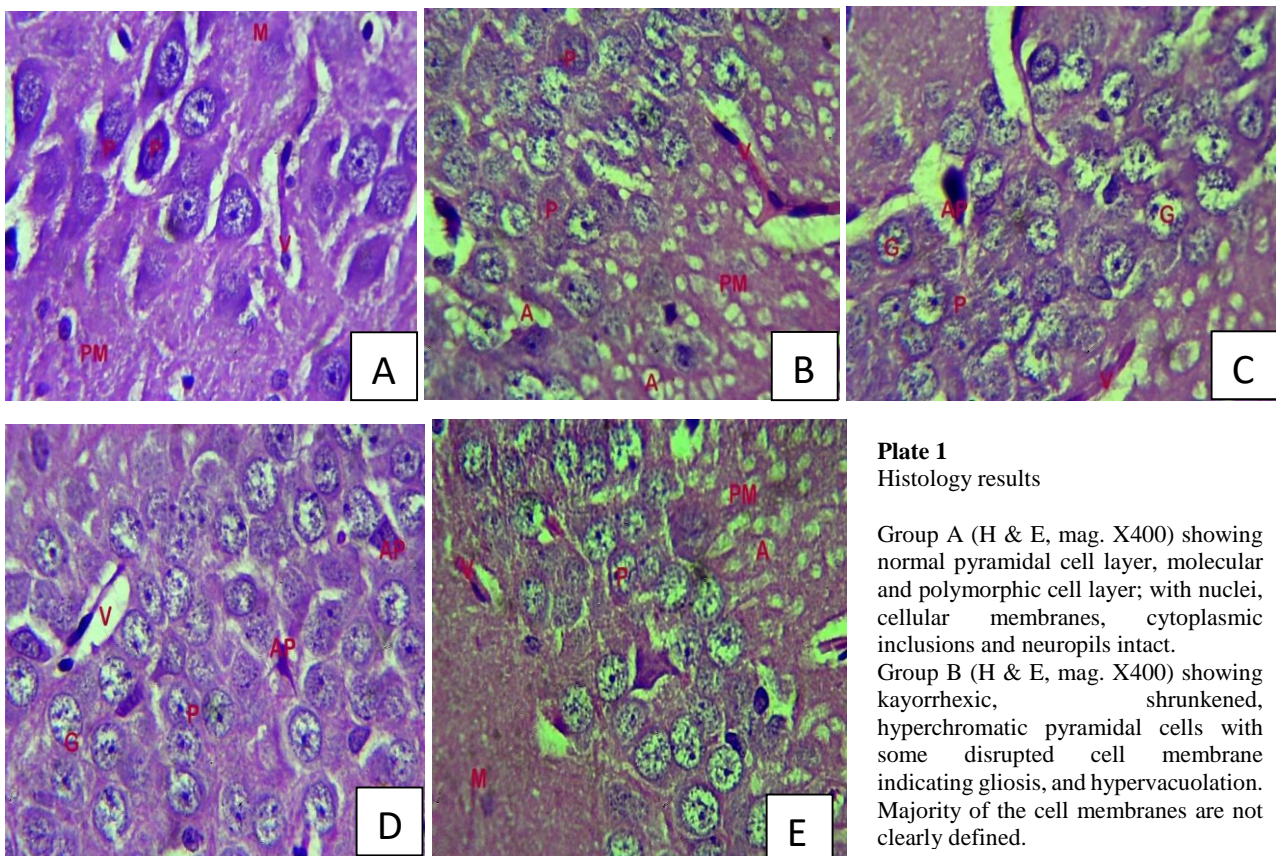 M
P
P
V
PM
A
P
V
P
PM
A
A
B
AP
G
G
P
V
C
AP
V
AP
P
G
D
PM
A
V
P
M
E
Plate 1
Histology results
Group A (H & E, mag. X400) showing
normal pyramidal cell layer, molecular
and polymorphic cell layer; with nuclei,
cellular membranes, cytoplasmic
inclusions and neuropils intact.
Group B (H & E, mag. X400) showing
kayorrhexic, shrunkened,
hyperchromatic pyramidal cells with
some disrupted cell membrane
indicating gliosis, and hypervacuolation.
Majority of the cell membranes are not
clearly defined.